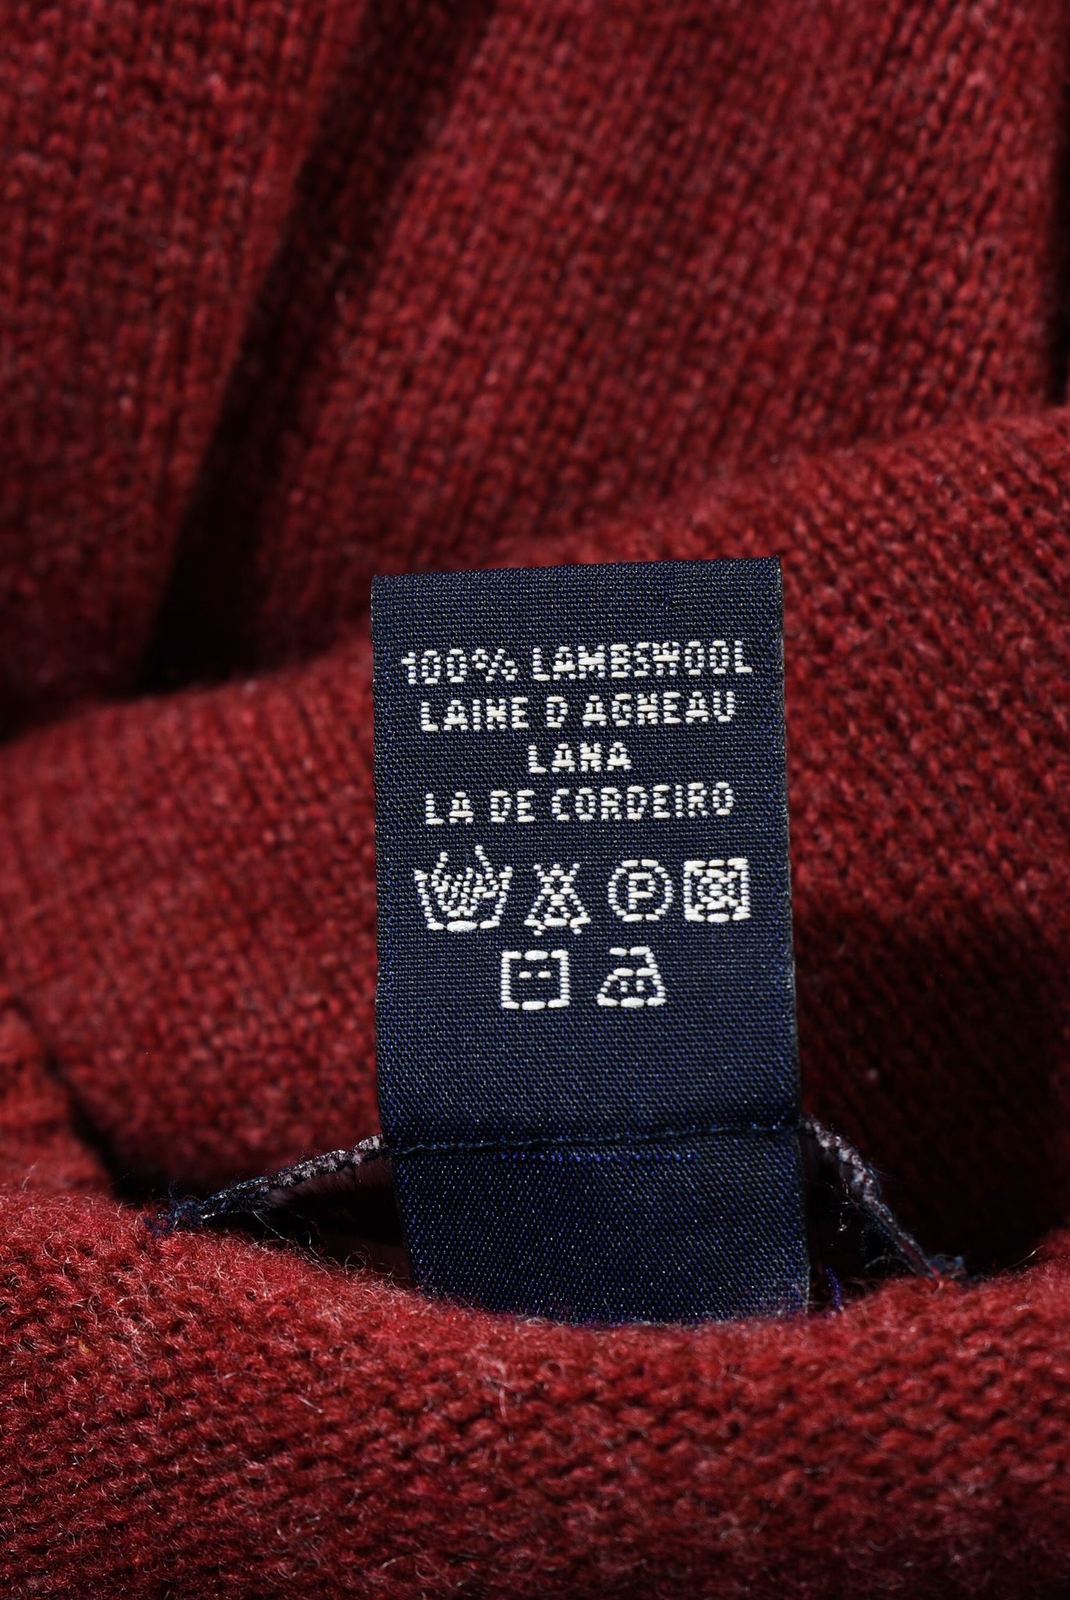 100% LAMBSWOOL
LAINE D AGNEAU
LANA
LA DE CORDEIRO
P